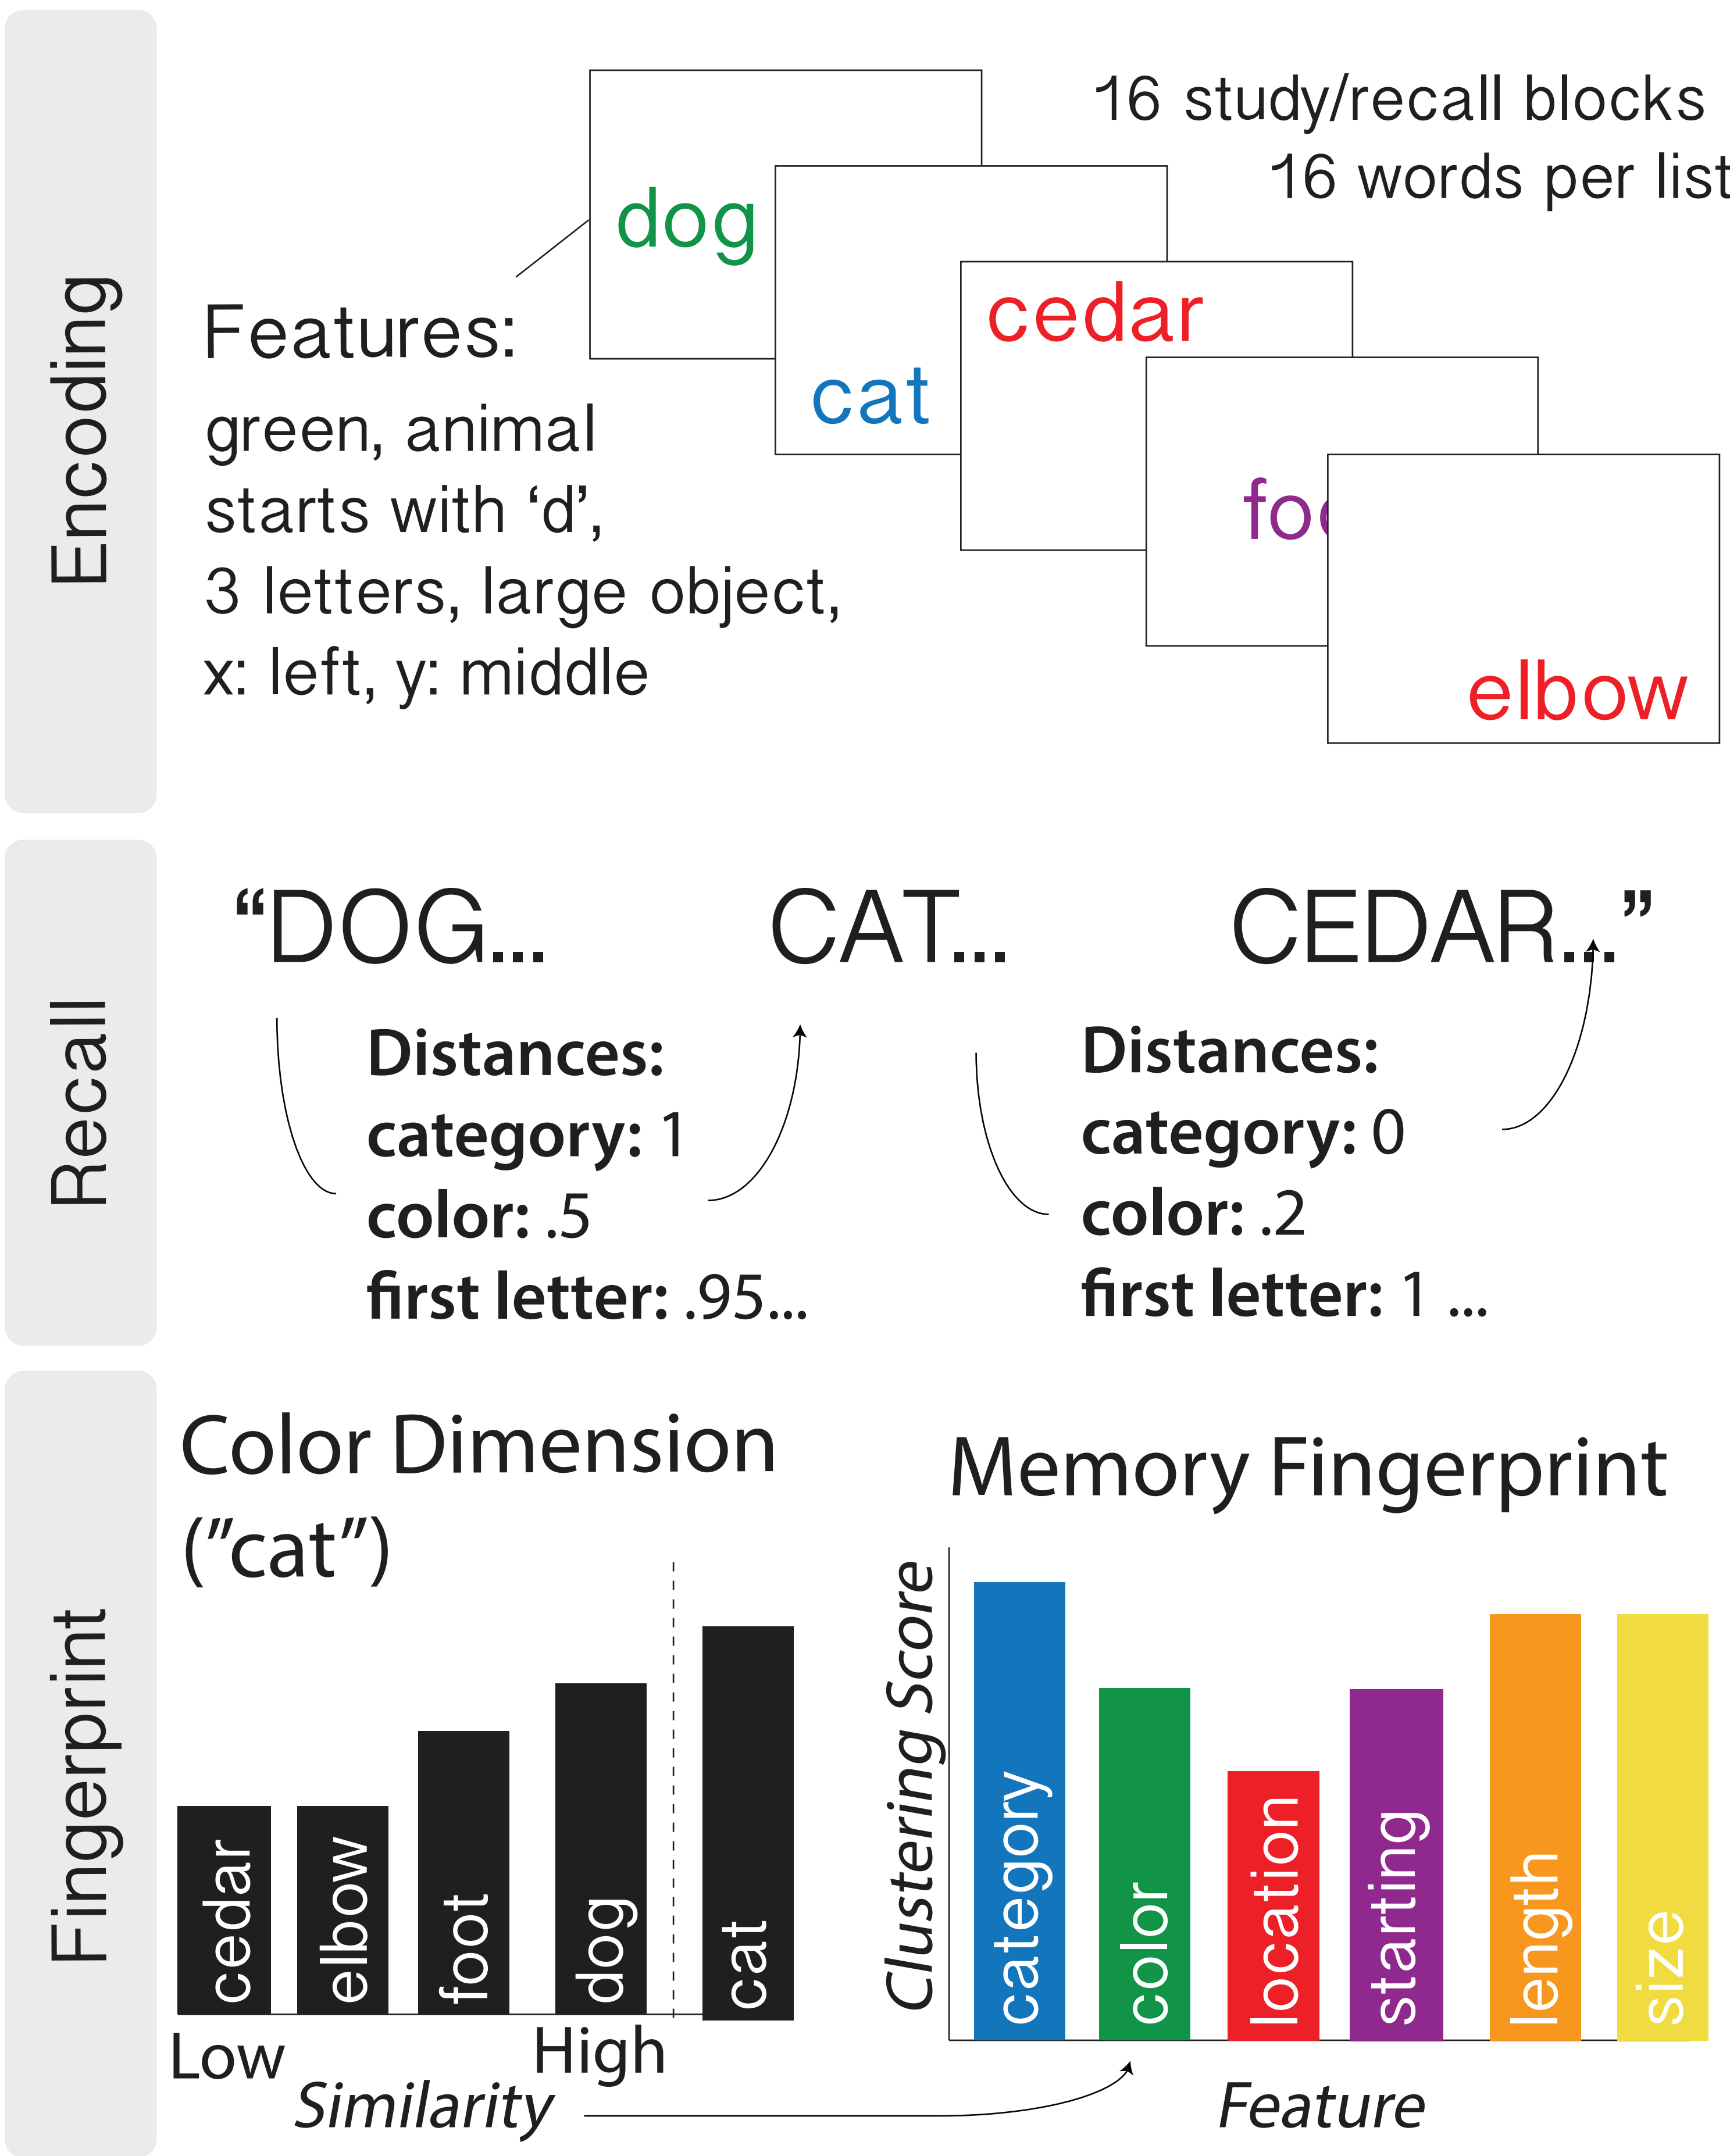 Encoding
16 study/recall blocks
16 words per list
dog
cat
cedar
elbow
Features:
green, animal
starts with ‘d’,
3 letters, large object,
x: left, y: middle
Recall
“DOG... CAT... CEDAR...”
Distances:
category: 1
color: .5
first letter: .95...
Distances:
category: 0
color: .2
first letter: 1 ...
Fingerprint
Color Dimension
("cat")
cedar
elbow
foot
dog
cat
Low
High
Similarity
Memory Fingerprint
Clustering Score
category
color
location
starting
length
size
Feature